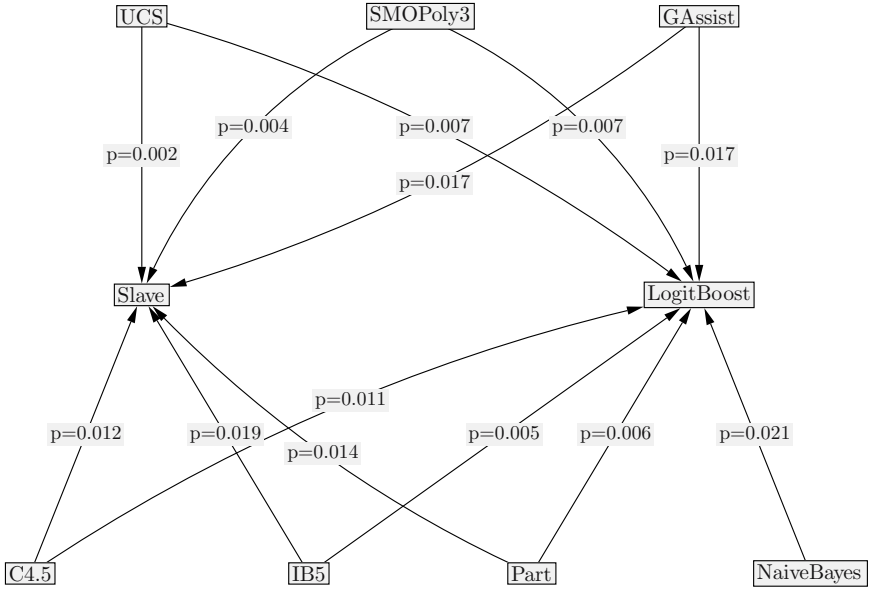 UCS
SMOPoly3
GAssist
p=0.004
p=0.007
p=0.007
p=0.002
p=0.017
p=0.017
Slave
LogitBoost
p=0.011
p=0.012
p=0.019
p=0.014
p=0.005
p=0.006
p=0.021
C4.5
IB5
Part
NaiveBayes